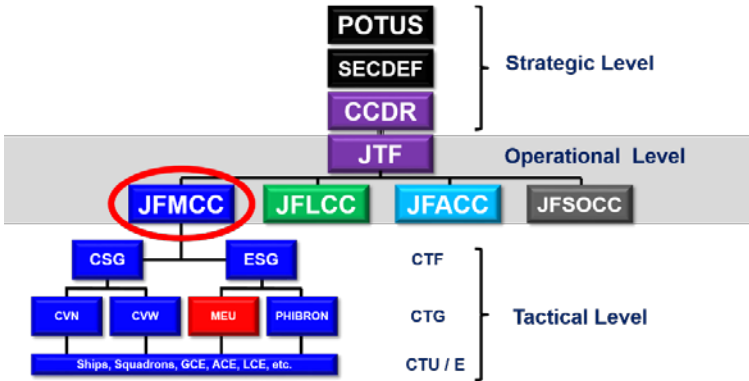 POTUS
SECDEF
Strategic Level
CCDR
JTF
Operational Level
JFMCC JFLCC JFACC JFSOCC
CSG ESG CTF
CVN CVW MEU PHIBRON CTG Tactical Level
Ships, Squadrons, GCE, ACE, LCE, etc. CTU / E